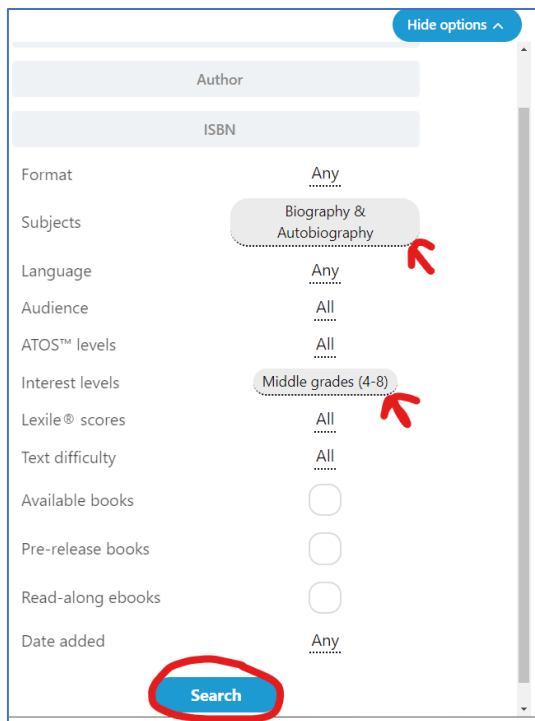 Hide options
Author
ISBN
Format Any
Subjects Biography &
Autobiography
Language Any
Audience All
ATOS™ levels All
Interest levels Middle grades (4-8)
Lexile® scores All
Text difficulty All
Available books
Pre-release books
Read-along ebooks
Date added Any
Search